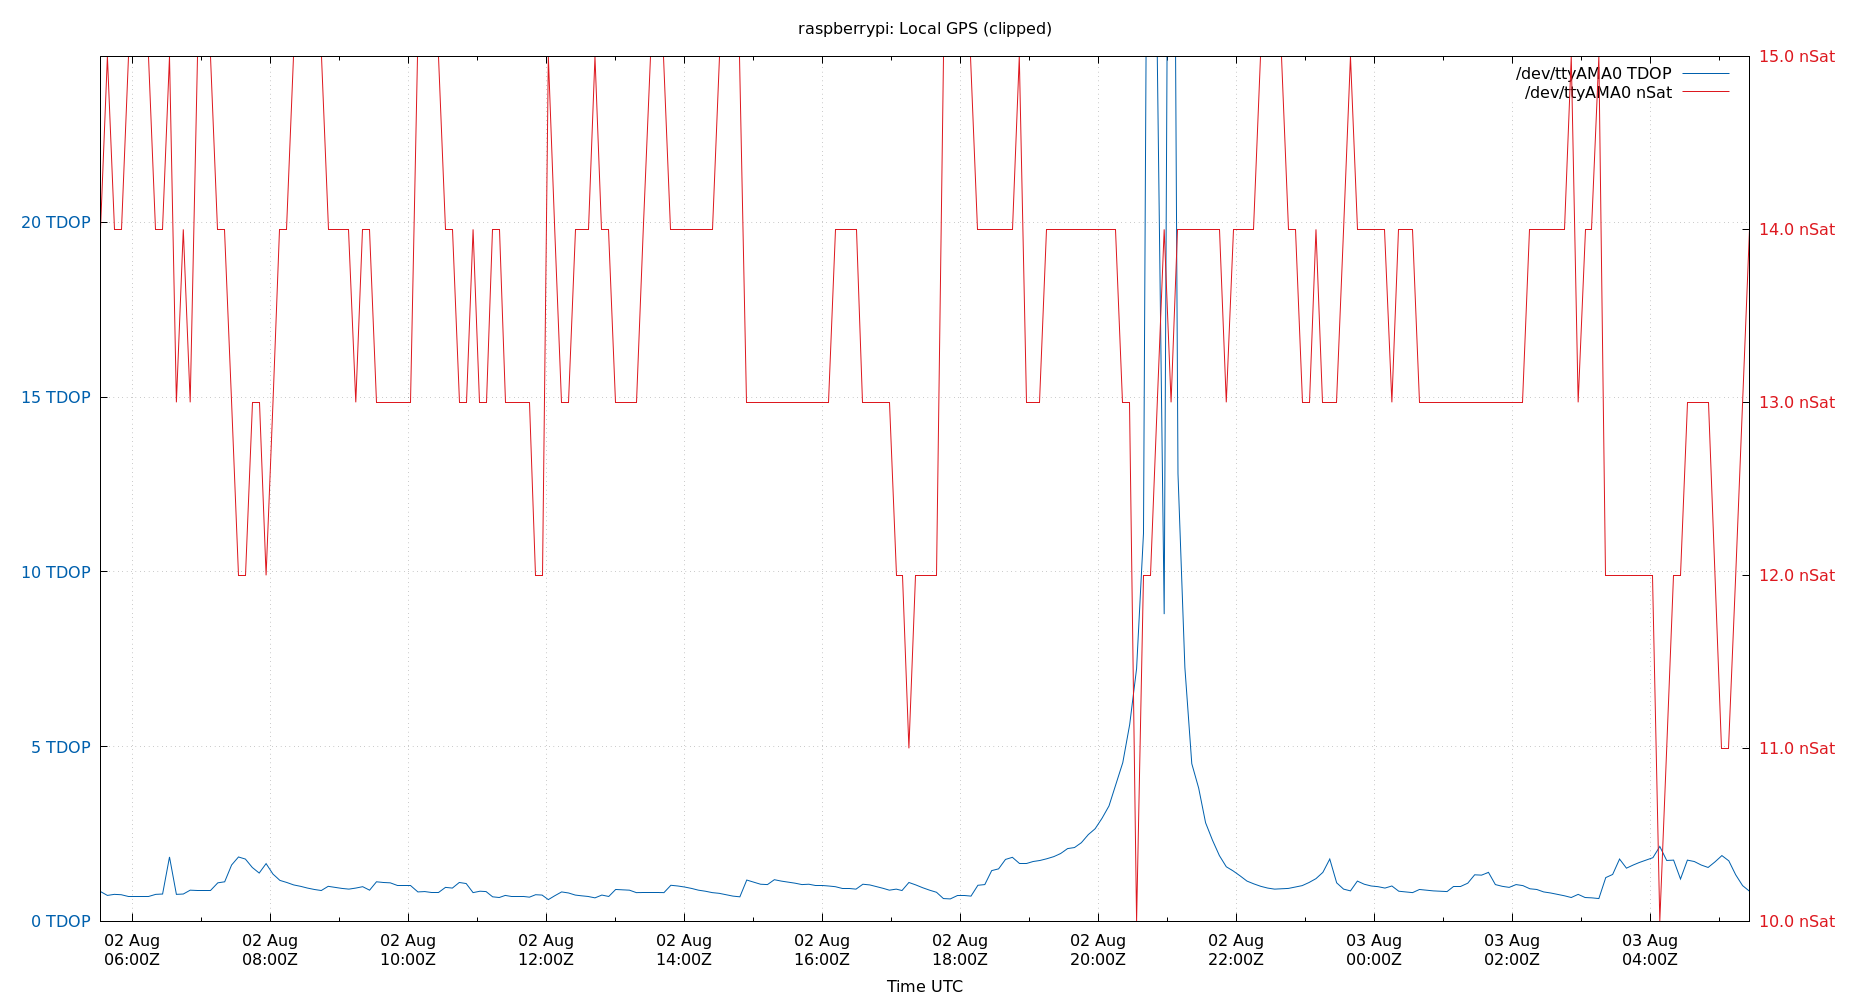 raspberrypi: Local GPS (clipped)
/dev/ttyAMA0 TDOP
/dev/ttyAMA0 nSat
20 TDOP
15 TDOP
10 TDOP
5 TDOP
0 TDOP
15.0 nSat
14.0 nSat
13.0 nSat
12.0 nSat
11.0 nSat
10.0 nSat
02 Aug 02 Aug 02 Aug 02 Aug 02 Aug 02 Aug 02 Aug 02 Aug 02 Aug 03 Aug 03 Aug 03 Aug
06:00Z 08:00Z 10:00Z 12:00Z 14:00Z 16:00Z 18:00Z 20:00Z 22:00Z 00:00Z 02:00Z 04:00Z
Time UTC